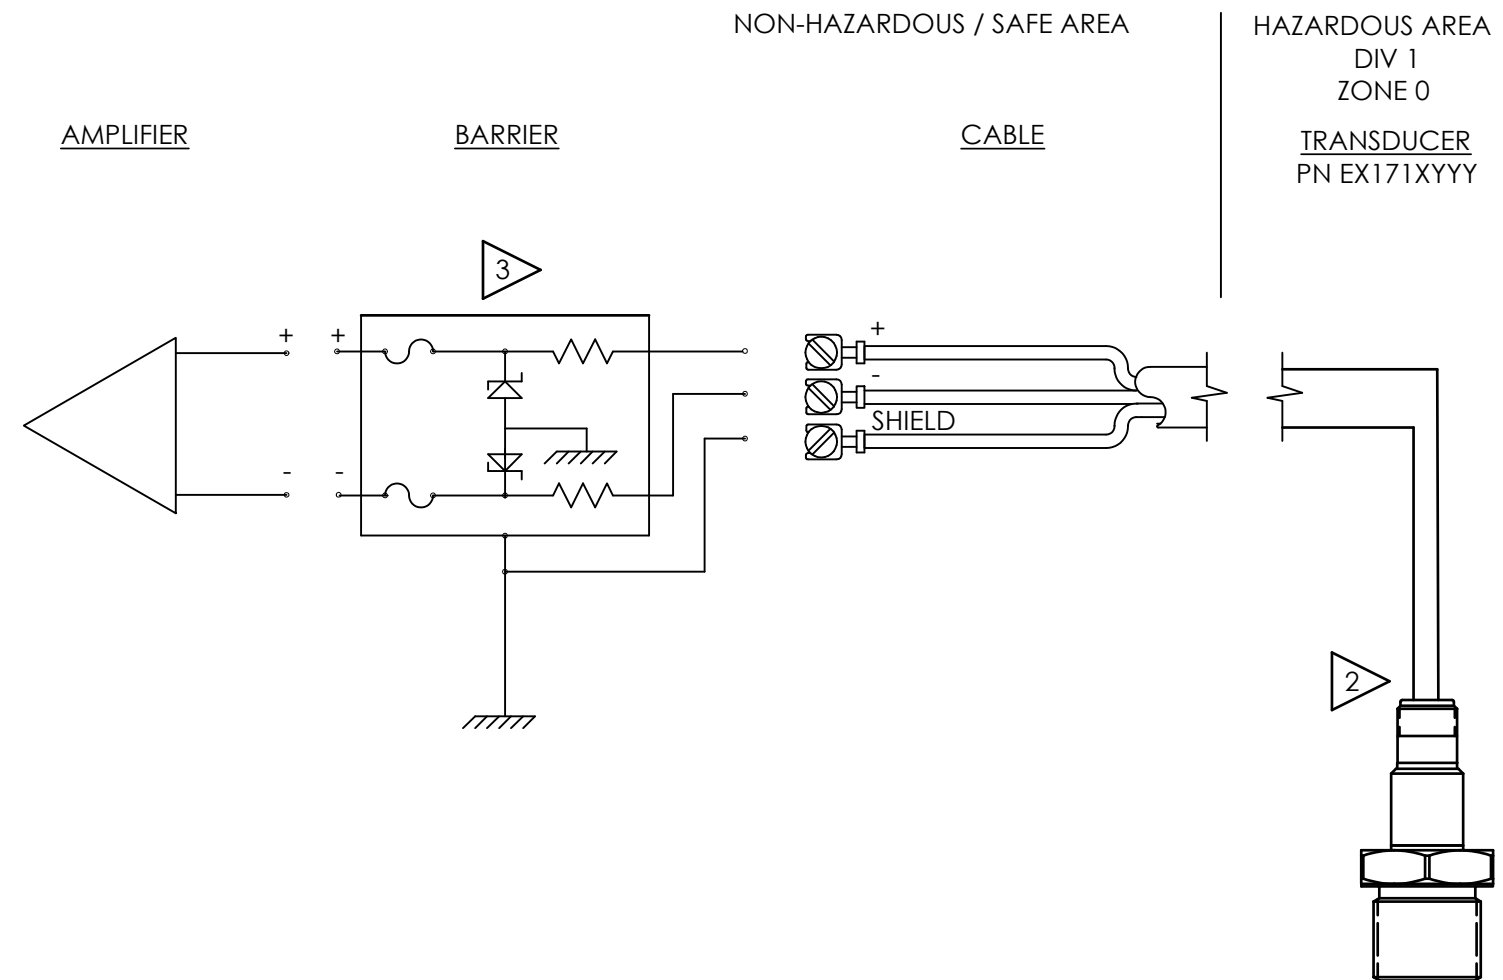 NON-HAZARDOUS / SAFE AREA
HAZARDOUS AREA
DIV 1
ZONE 0
AMPLIFIER
BARRIER
CABLE
TRANSDUCER
PN EX171XYYY
3
+
+
+
-
SHIELD
-
-
2